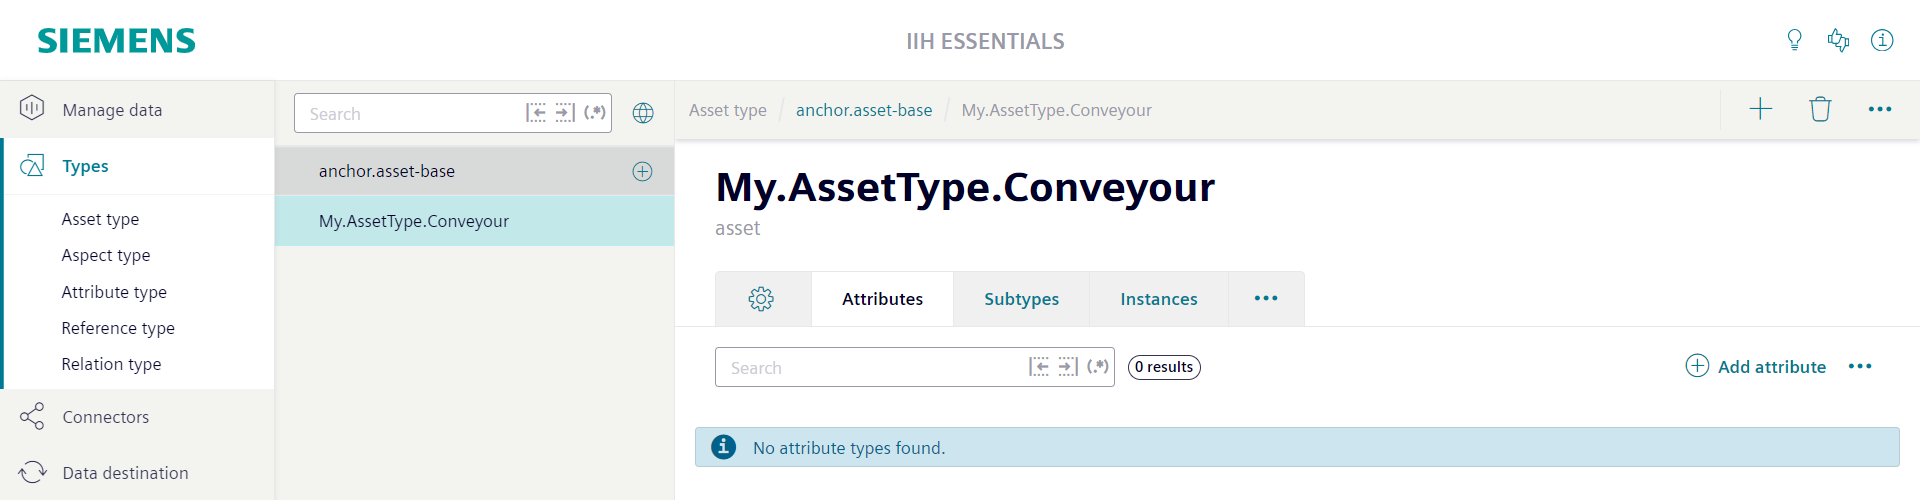 SIEMENS
IIH ESSENTIALS
Manage data
Types
Asset type
Aspect type
Attribute type
Reference type
Relation type
Connectors
Data destination
Search (.*)
anchor.asset-base
My.AssetType.Conveyour
Asset type / anchor.asset-base / My.AssetType.Conveyour
My.AssetType.Conveyour
asset
Attributes Subtypes Instances
Search (.*) 0 results Add attribute
No attribute types found.